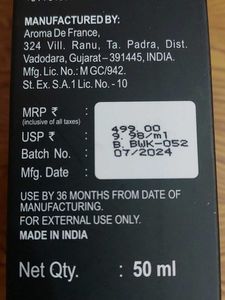 MANUFACTURED BY:
Aroma De France,
324 Vill. Ranu, Ta. Padra, Dist.
Vadodara, Gujarat – 391445, INDIA.
Mfg. Lic. No.: M GC/942.
St. Ex. S.A.1 Lic. No. - 10
MRP ₹ : 499.00
(inclusive of all taxes)
USP ₹ : 9.98/ml
Batch No. : B.BWK-052
Mfg. Date : 07/2024
USE BY 36 MONTHS FROM DATE OF
MANUFACTURING.
FOR EXTERNAL USE ONLY.
MADE IN INDIA
Net Qty. : 50 ml